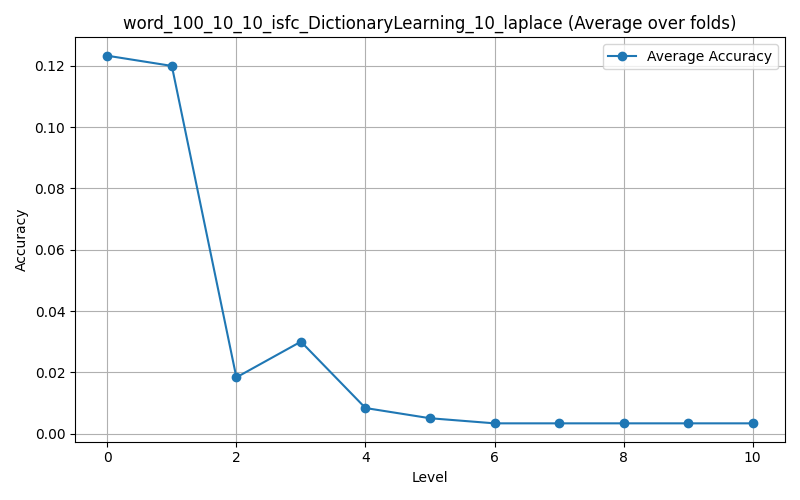 word_100_10_10_isfc_DictionaryLearning_10_laplace (Average over folds)
Average Accuracy
Accuracy
0.12
0.10
0.08
0.06
0.04
0.02
0.00
0 2 4 6 8 10
Level